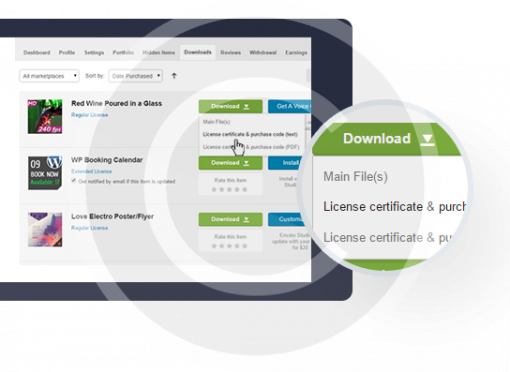 Dashboard Profile Settings Portfolio Hidden Items Downloads Reviews Withdrawal Earnings
All marketplaces Sort by: Date Purchased
HD
240 fps
Red Wine Poured in a Glass
Regular License
Download
Get A Voice
Main File(s)
License certificate & purchase code (text)
License certificate & purchase code (PDF)
09
BOOK NOW
Available
WP Booking Calendar
Extended License
Get notified by email if this item is updated
Download
Install
Rate this item
Install
Studi
Love Electro Poster/Flyer
Regular License
Download
Customi
Rate this item
Envato Studi
update with your
for $25
Download
Main File(s)
License certificate & purch
License certificate & pu